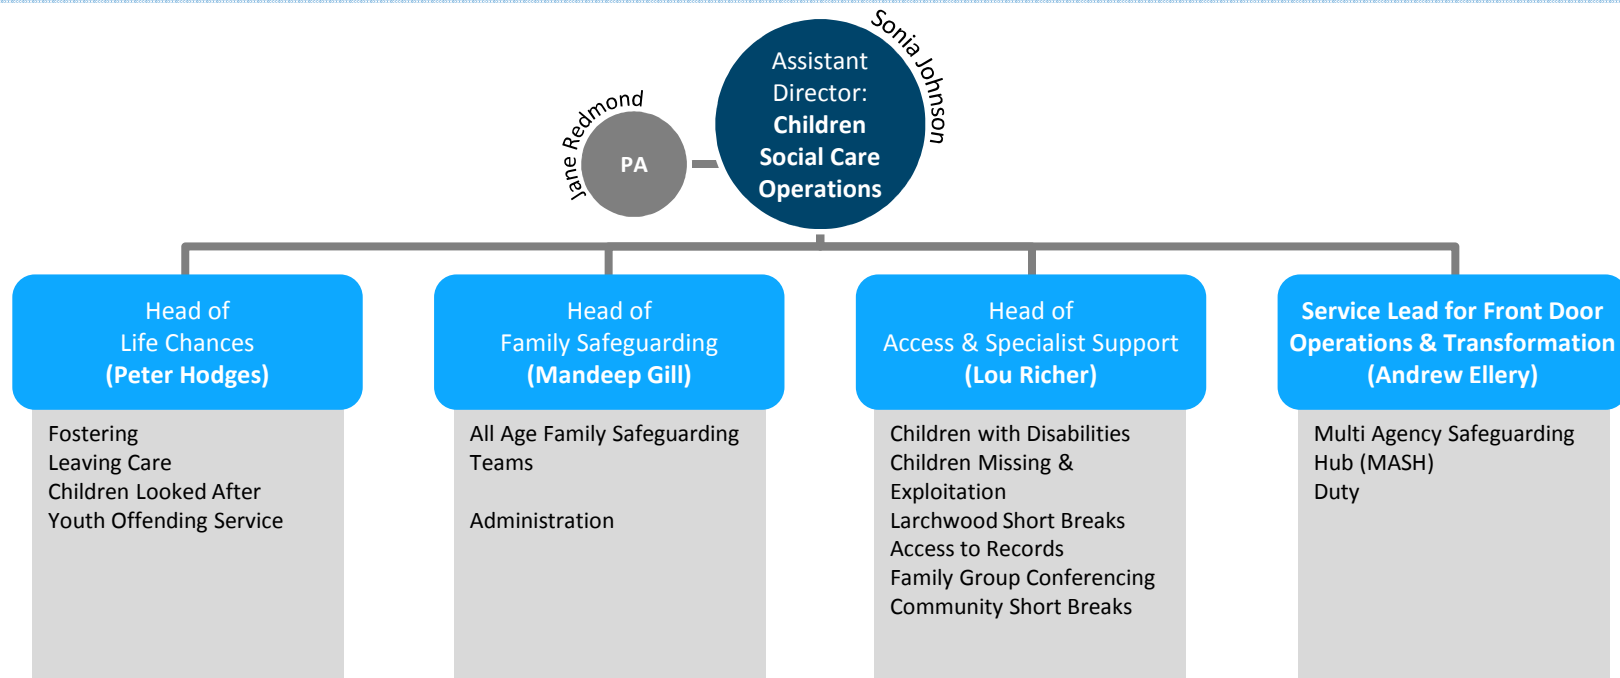 Sonia Johnson
Assistant
Director:
Children
Social Care
Operations
Jane Redmond
PA
Head of
Life Chances
(Peter Hodges)
Fostering
Leaving Care
Children Looked After
Youth Offending Service
Head of
Family Safeguarding
(Mandeep Gill)
All Age Family Safeguarding
Teams
Administration
Head of
Access & Specialist Support
(Lou Richer)
Children with Disabilities
Children Missing &
Exploitation
Larchwood Short Breaks
Access to Records
Family Group Conferencing
Community Short Breaks
Service Lead for Front Door
Operations & Transformation
(Andrew Ellery)
Multi Agency Safeguarding
Hub (MASH)
Duty